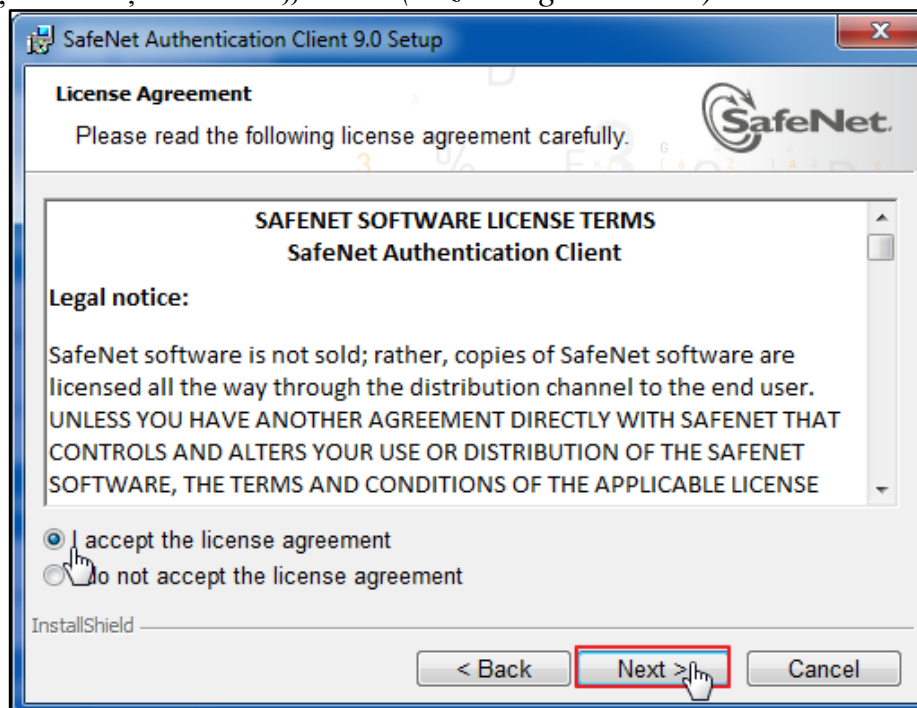 SafeNet Authentication Client 9.0 Setup
License Agreement
Please read the following license agreement carefully.
SafeNet.
SAFENET SOFTWARE LICENSE TERMS
SafeNet Authentication Client
Legal notice:
SafeNet software is not sold; rather, copies of SafeNet software are
licensed all the way through the distribution channel to the end user.
UNLESS YOU HAVE ANOTHER AGREEMENT DIRECTLY WITH SAFENET THAT
CONTROLS AND ALTERS YOUR USE OR DISTRIBUTION OF THE SAFENET
SOFTWARE, THE TERMS AND CONDITIONS OF THE APPLICABLE LICENSE
I accept the license agreement
do not accept the license agreement
InstallShield
< Back
Next >
Cancel